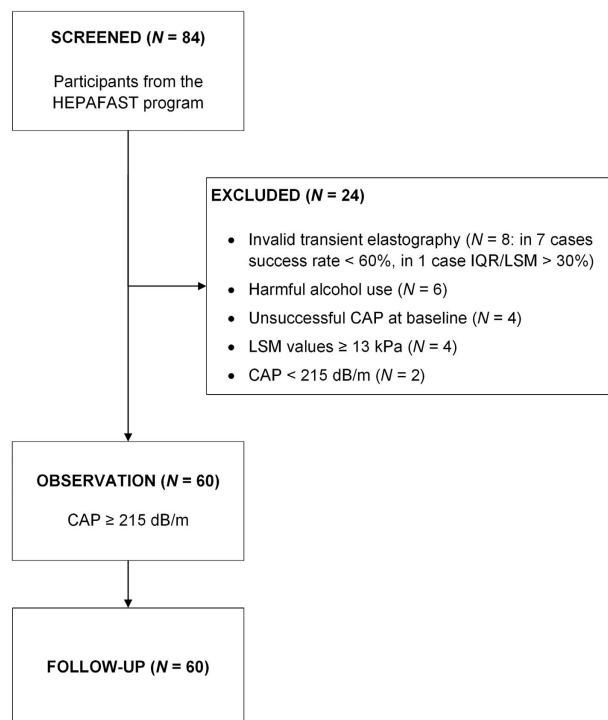 SCREENED (N = 84)
Participants from the
HEPAFAST program
EXCLUDED (N = 24)
• Invalid transient elastography (N = 8: in 7 cases
success rate < 60%, in 1 case IQR/LSM > 30%)
• Harmful alcohol use (N = 6)
• Unsuccessful CAP at baseline (N = 4)
• LSM values ≥ 13 kPa (N = 4)
• CAP < 215 dB/m (N = 2)
OBSERVATION (N = 60)
CAP ≥ 215 dB/m
FOLLOW-UP (N = 60)